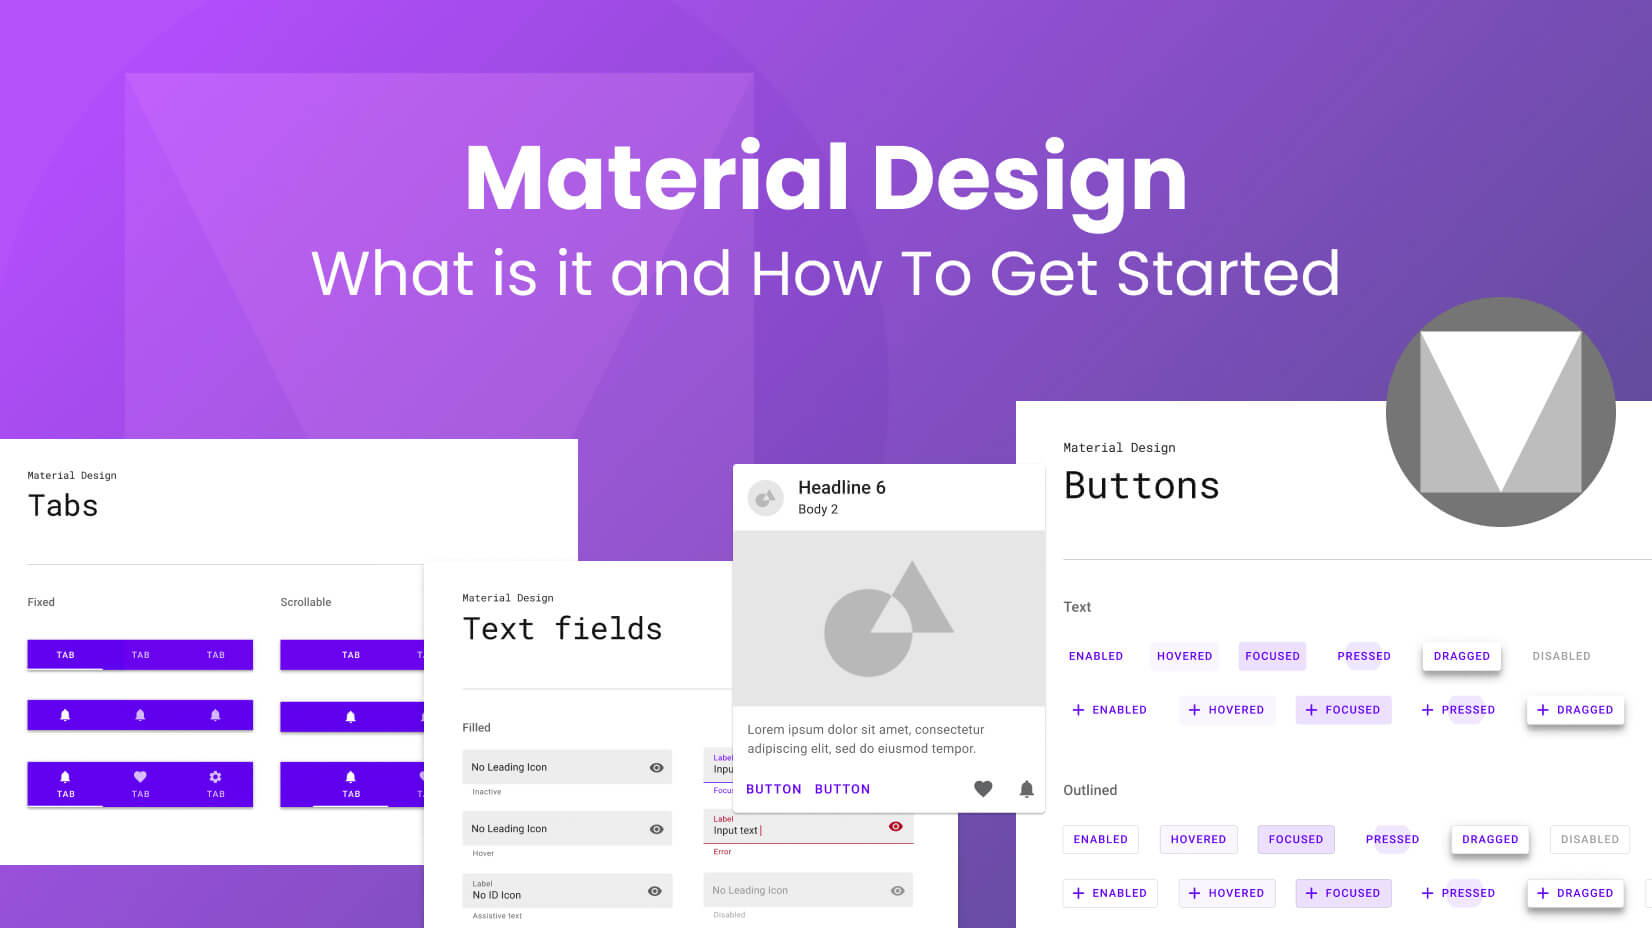 Material Design
What is it and How To Get Started
Material Design
Tabs
Fixed
Scrollable
TAB TAB TAB
TAB
TAB TAB TAB
TAB
Material Design
Text fields
Filled
No Leading Icon
Inactive
No Leading Icon
Hover
Label
No ID Icon
Assistive text
Label
Label
Input text
Error
No Leading Icon
Disabled
Headline 6
Body 2
Lorem ipsum dolor sit amet, consectetur
adipiscing elit, sed do eiusmod tempor.
BUTTON BUTTON
Material Design
Buttons
Text
ENABLED HOVERED FOCUSED PRESSED DRAGGED DISABLED
+ ENABLED + HOVERED + FOCUSED + PRESSED + DRAGGED
Outlined
ENABLED HOVERED FOCUSED PRESSED DRAGGED DISABLED
+ ENABLED + HOVERED + FOCUSED + PRESSED + DRAGGED